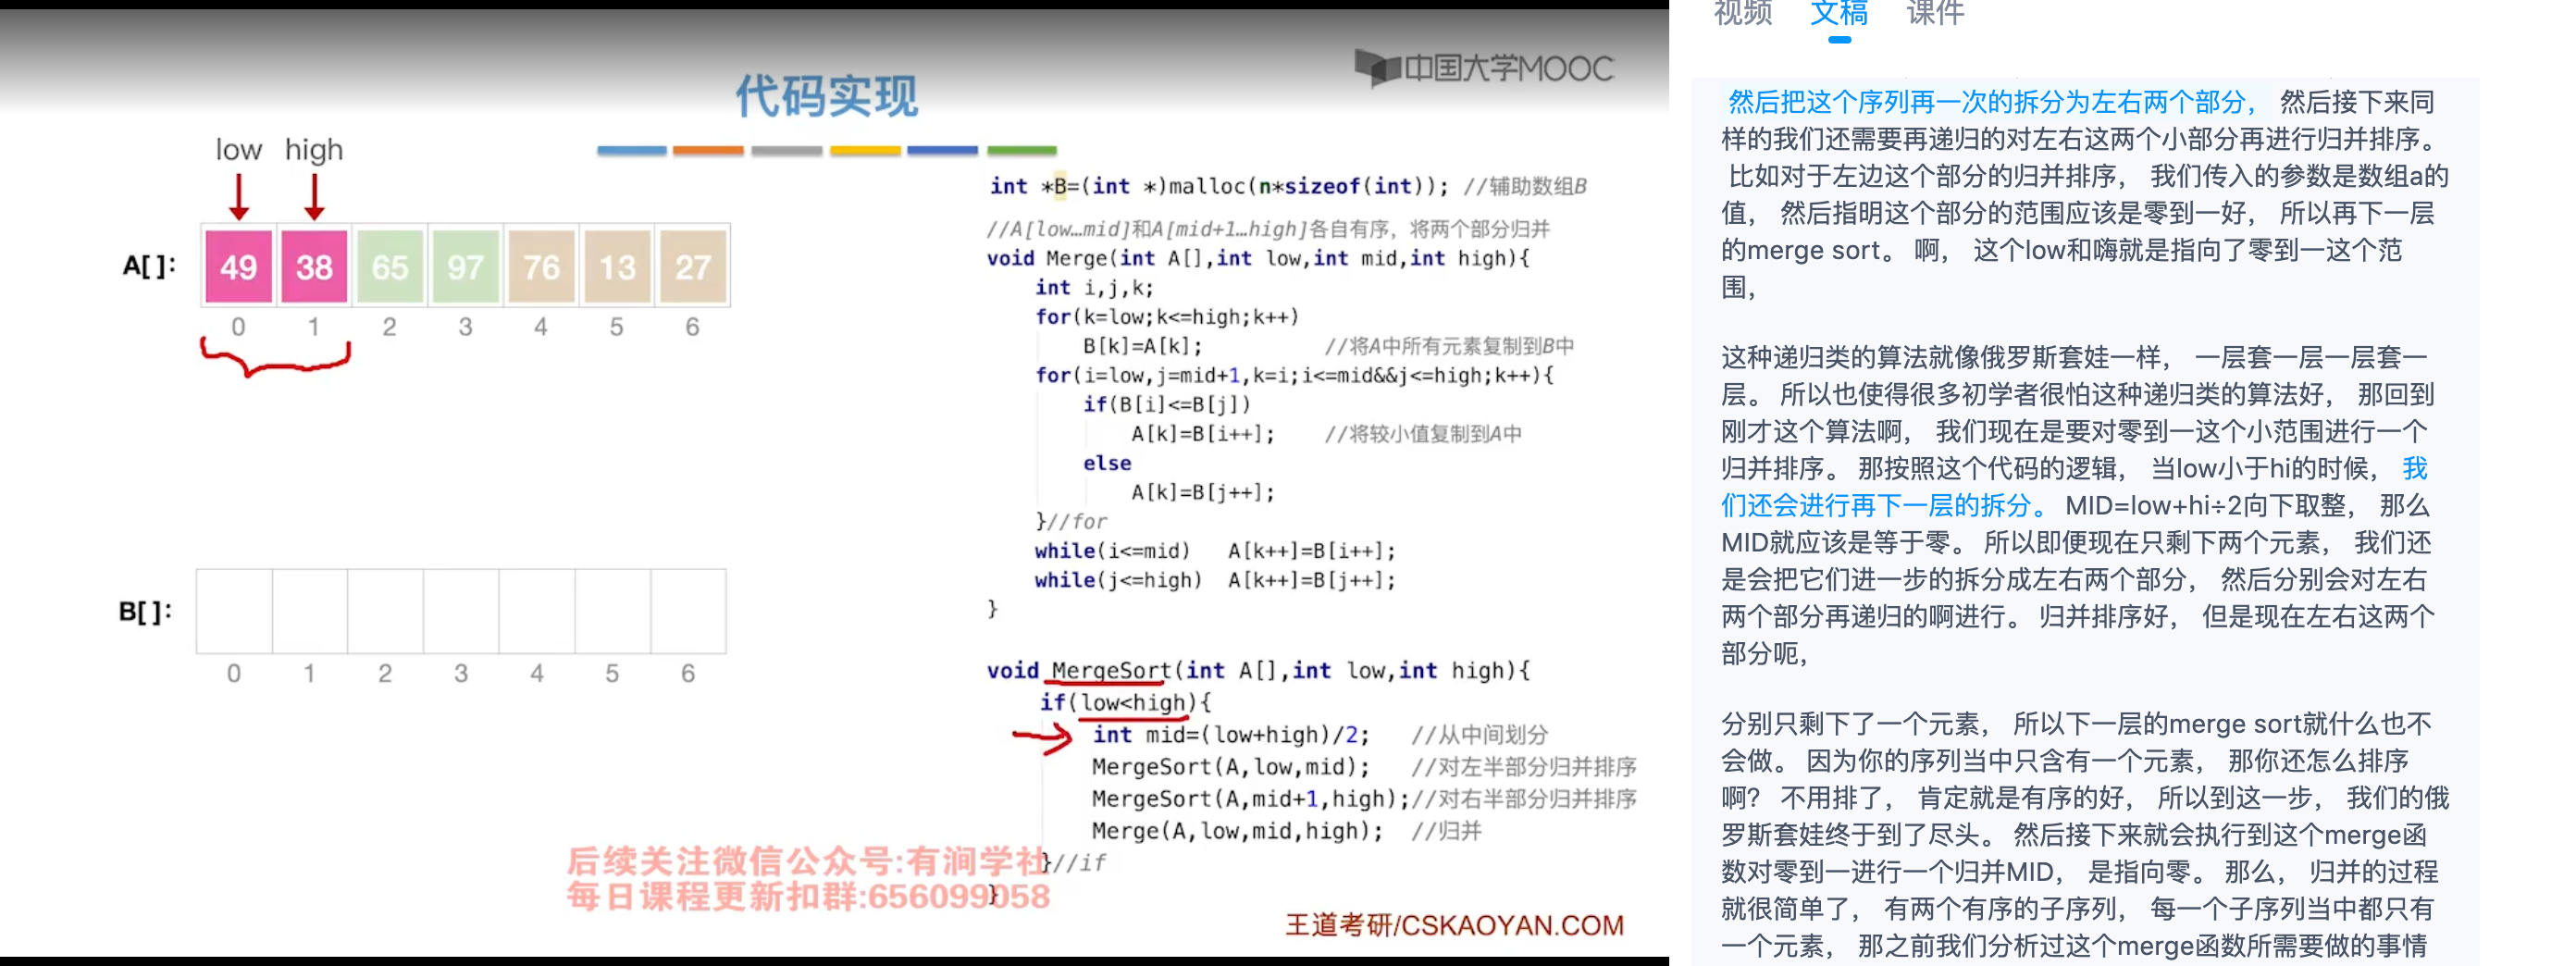 中国大学MOOC
代码实现
low high
A[ ]: 49 38 65 97 76 13 27
0 1 2 3 4 5 6
B[ ]:
0 1 2 3 4 5 6
int *B=(int *)malloc(n*sizeof(int)); //辅助数组B
//A[low…mid]和A[mid+1…high]各自有序，将两个部分归并
void Merge(int A[],int low,int mid,int high){
int i,j,k;
for(k=low;k<=high;k++)
B[k]=A[k]; //将A中所有元素复制到B中
for(i=low,j=mid+1,k=i;i<=mid&&j<=high;k++){
if(B[i]<=B[j])
A[k]=B[i++]; //将较小值复制到A中
else
A[k]=B[j++];
}//for
while(i<=mid) A[k++]=B[i++];
while(j<=high) A[k++]=B[j++];
}
void MergeSort(int A[],int low,int high){
if(low<high){
int mid=(low+high)/2; //从中间划分
MergeSort(A,low,mid); //对左半部分归并排序
MergeSort(A,mid+1,high);//对右半部分归并排序
Merge(A,low,mid,high); //归并
}//if
}
后续关注微信公众号:有涧学社
每日课程更新扣群:656099058
王道考研/CSKAOYAN.COM
视频 文稿 课件
然后把这个序列再一次的拆分为左右两个部分， 然后接下来同
样的我们还需要再递归的对左右这两个小部分再进行归并排序。
比如对于左边这个部分的归并排序， 我们传入的参数是数组a的
值， 然后指明这个部分的范围应该是零到一好， 所以再下一层
的merge sort。 啊， 这个low和嗨就是指向了零到一这个范
围，
这种递归类的算法就像俄罗斯套娃一样， 一层套一层一层套一
层。 所以也使得很多初学者很怕这种递归类的算法好， 那回到
刚才这个算法啊， 我们现在是要对零到一这个小范围进行一个
归并排序。 那按照这个代码的逻辑， 当low小于hi的时候， 我
们还会进行再下一层的拆分。 MID=low+hi÷2向下取整， 那么
MID就应该是等于零。 所以即便现在只剩下两个元素， 我们还
是会把它们进一步的拆分成左右两个部分， 然后分别会对左右
两个部分再递归的啊进行。 归并排序好， 但是现在左右这两个
部分呃，
分别只剩下了一个元素， 所以下一层的merge sort就什么也不
会做。 因为你的序列当中只含有一个元素， 那你还怎么排序
啊？ 不用排了， 肯定就是有序的好， 所以到这一步， 我们的俄
罗斯套娃终于到了尽头。 然后接下来就会执行到这个merge函
数对零到一进行一个归并MID， 是指向零。 那么， 归并的过程
就很简单了， 有两个有序的子序列， 每一个子序列当中都只有
一个元素， 那之前我们分析过这个merge函数所需要做的事情